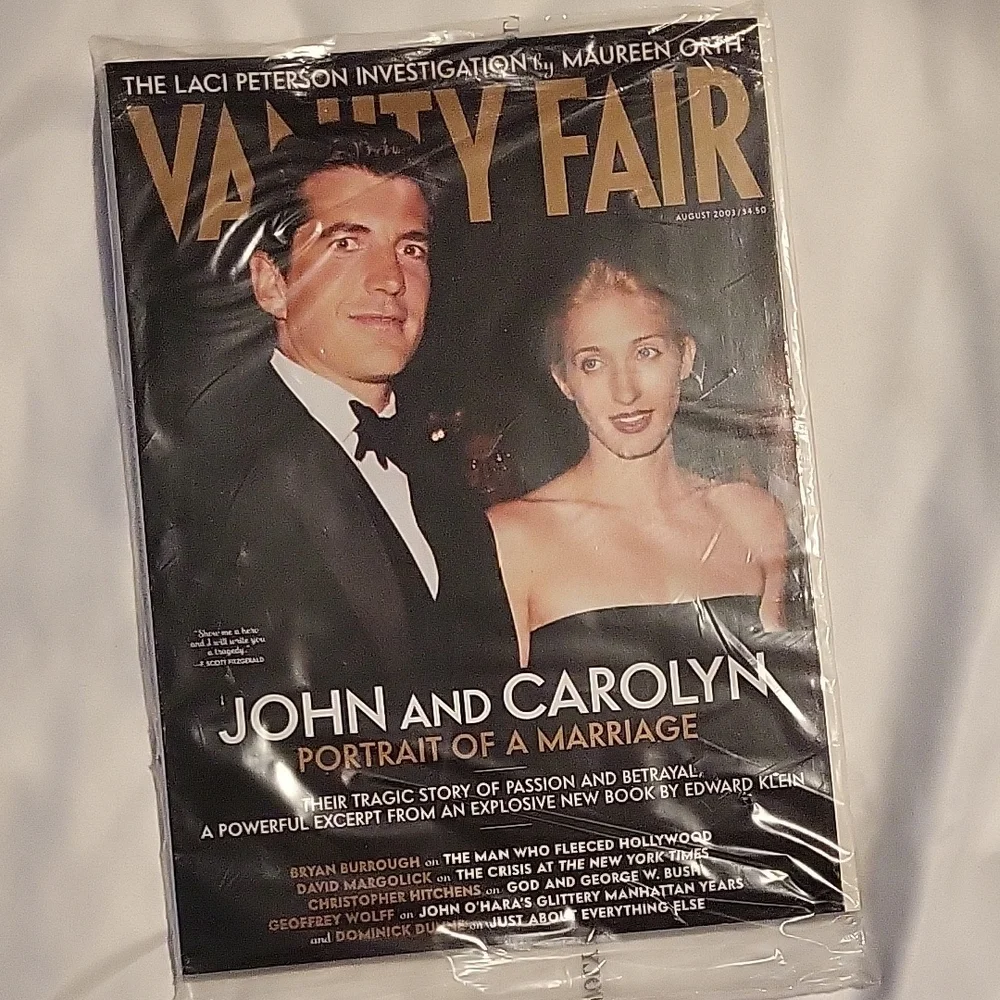 THE LACI PETERSON INVESTIGATION by MAUREEN ORTH
VANITY FAIR
AUGUST 2003/$4.50
"Show me a hero
and I will write you
a tragedy."
—F. SCOTT FITZGERALD
JOHN AND CAROLYN
PORTRAIT OF A MARRIAGE
THEIR TRAGIC STORY OF PASSION AND BETRAYAL,
A POWERFUL EXCERPT FROM AN EXPLOSIVE NEW BOOK BY EDWARD KLEIN
BRYAN BURROUGH on THE MAN WHO FLEECED HOLLYWOOD
DAVID MARGOLICK on THE CRISIS AT THE NEW YORK TIMES
CHRISTOPHER HITCHENS on GOD AND GEORGE W. BUSH
GEOFFREY WOLFF on JOHN O'HARA'S GLITTERY MANHATTAN YEARS
and DOMINICK DUNNE on JUST ABOUT EVERYTHING ELSE